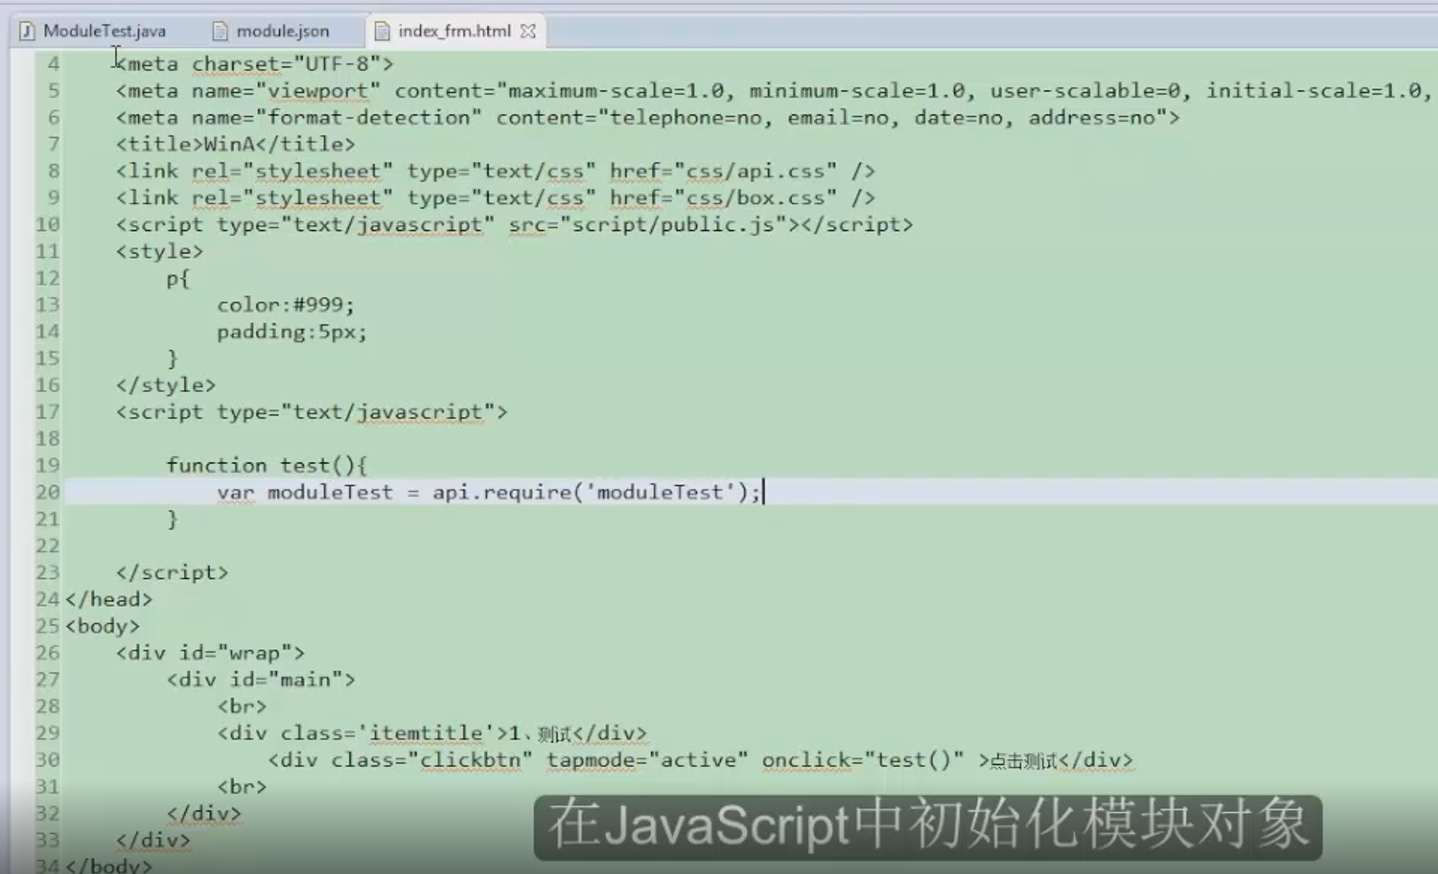 ModuleTest.java module.json index_frm.html
4 <meta charset="UTF-8">
5 <meta name="viewport" content="maximum-scale=1.0, minimum-scale=1.0, user-scalable=0, initial-scale=1.0,
6 <meta name="format-detection" content="telephone=no, email=no, date=no, address=no">
7 <title>WinA</title>
8 <link rel="stylesheet" type="text/css" href="css/api.css" />
9 <link rel="stylesheet" type="text/css" href="css/box.css" />
10 <script type="text/javascript" src="script/public.js"></script>
11 <style>
12 p{
13 color:#999;
14 padding:5px;
15 }
16 </style>
17 <script type="text/javascript">
18
19 function test(){
20 var moduleTest = api.require('moduleTest');
21 }
22
23 </script>
24 </head>
25 <body>
26 <div id="wrap">
27 <div id="main">
28 <br>
29 <div class='itemtitle'>1、测试</div>
30 <div class="clickbtn" tapmode="active" onclick="test()" >点击测试</div>
31 <br>
32 </div>
33 </div>
34 </body>
在JavaScript中初始化模块对象